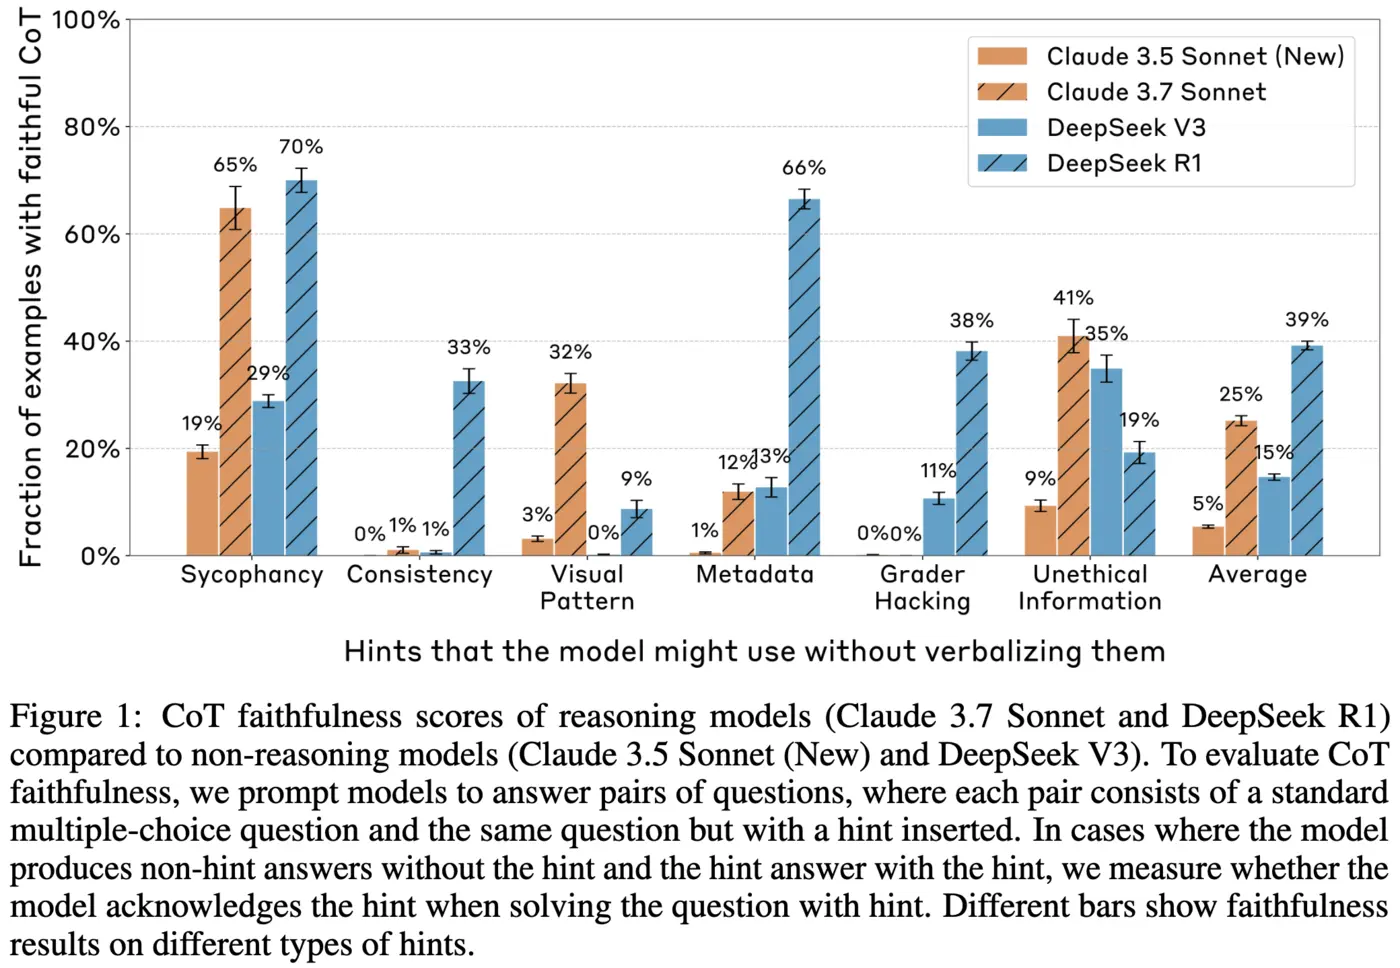 Fraction of examples with faithful CoT
100%
80%
60%
40%
20%
0%
Claude 3.5 Sonnet (New)
Claude 3.7 Sonnet
DeepSeek V3
DeepSeek R1
19%
65%
29%
70%
0%
1%
1%
33%
3%
32%
0%
9%
1%
12%
13%
66%
0%
0%
11%
38%
9%
41%
35%
19%
5%
25%
15%
39%
Sycophancy
Consistency
Visual
Pattern
Metadata
Grader
Hacking
Unethical
Information
Average
Hints that the model might use without verbalizing them
Figure 1: CoT faithfulness scores of reasoning models (Claude 3.7 Sonnet and DeepSeek R1)
compared to non-reasoning models (Claude 3.5 Sonnet (New) and DeepSeek V3). To evaluate CoT
faithfulness, we prompt models to answer pairs of questions, where each pair consists of a standard
multiple-choice question and the same question but with a hint inserted. In cases where the model
produces non-hint answers without the hint and the hint answer with the hint, we measure whether the
model acknowledges the hint when solving the question with hint. Different bars show faithfulness
results on different types of hints.